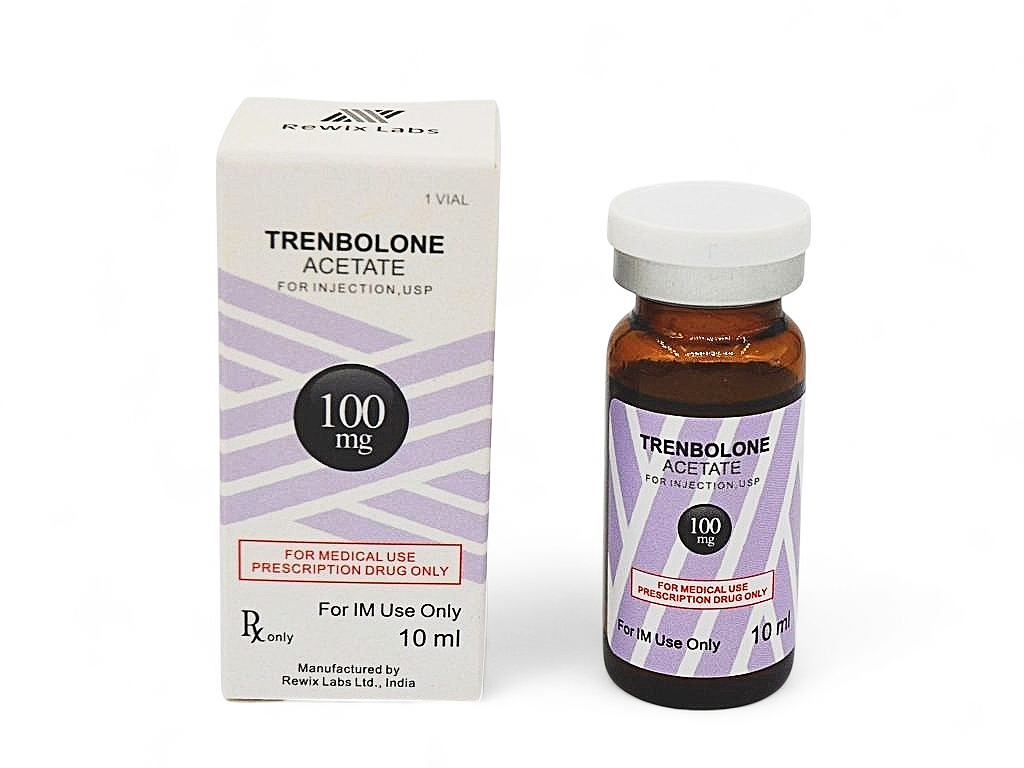 Rewix Labs
1 VIAL
TRENBOLONE
ACETATE
FOR INJECTION,USP
100
mg
FOR MEDICAL USE
PRESCRIPTION DRUG ONLY
Rx only
For IM Use Only
10 ml
Manufactured by
Rewix Labs Ltd., India
TRENBOLONE
ACETATE
FOR INJECTION,USP
100
mg
FOR MEDICAL USE
PRESCRIPTION DRUG ONLY
For IM Use Only
10 ml